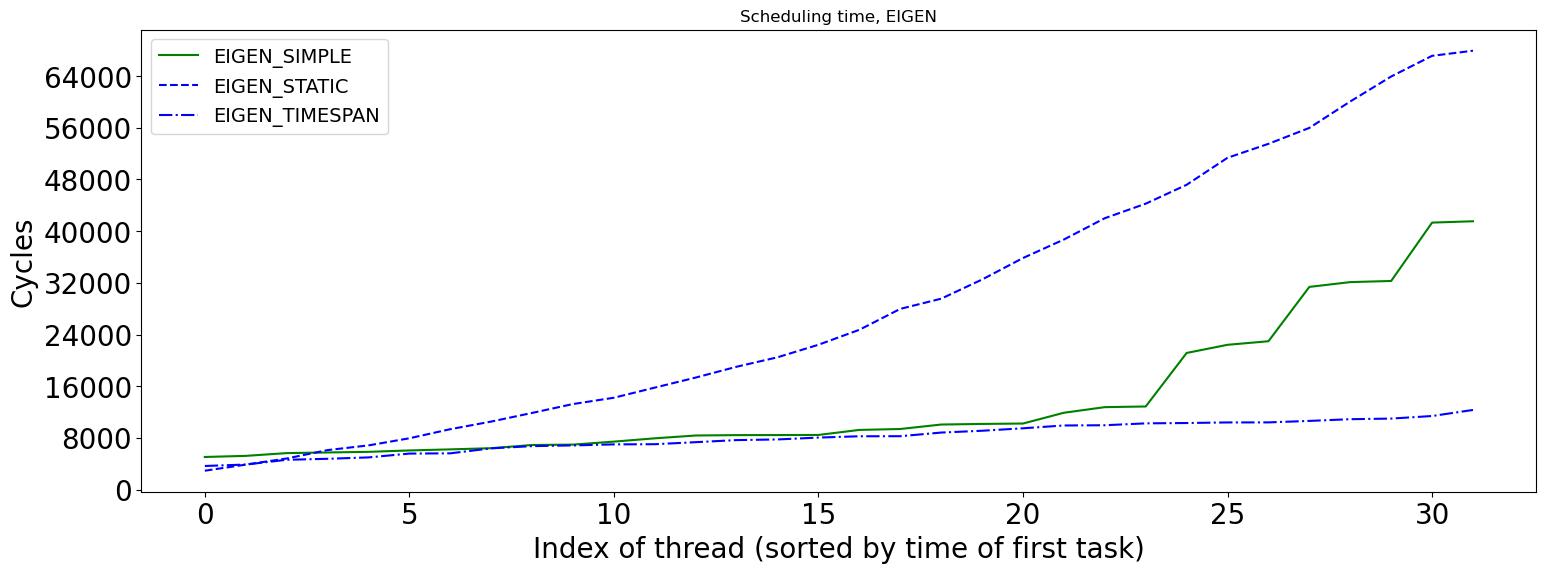 Scheduling time, EIGEN
EIGEN_SIMPLE
EIGEN_STATIC
EIGEN_TIMESPAN
Cycles
64000
56000
48000
40000
32000
24000
16000
8000
0
0 5 10 15 20 25 30
Index of thread (sorted by time of first task)